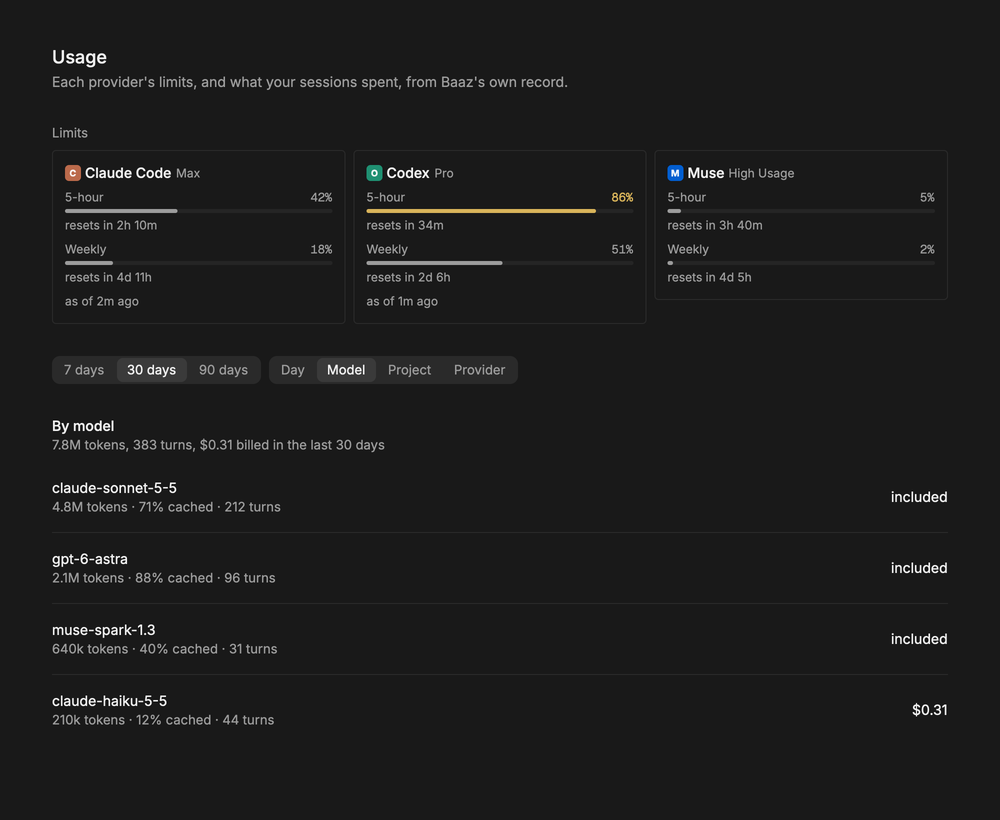 Usage
Each provider's limits, and what your sessions spent, from Baaz's own record.
Limits
C Claude Code Max
5-hour 42%
resets in 2h 10m
Weekly 18%
resets in 4d 11h
as of 2m ago
O Codex Pro
5-hour 86%
resets in 34m
Weekly 51%
resets in 2d 6h
as of 1m ago
M Muse High Usage
5-hour 5%
resets in 3h 40m
Weekly 2%
resets in 4d 5h
7 days 30 days 90 days Day Model Project Provider
By model
7.8M tokens, 383 turns, $0.31 billed in the last 30 days
claude-sonnet-5-5
4.8M tokens · 71% cached · 212 turns
included
gpt-6-astra
2.1M tokens · 88% cached · 96 turns
included
muse-spark-1.3
640k tokens · 40% cached · 31 turns
included
claude-haiku-5-5
210k tokens · 12% cached · 44 turns
$0.31